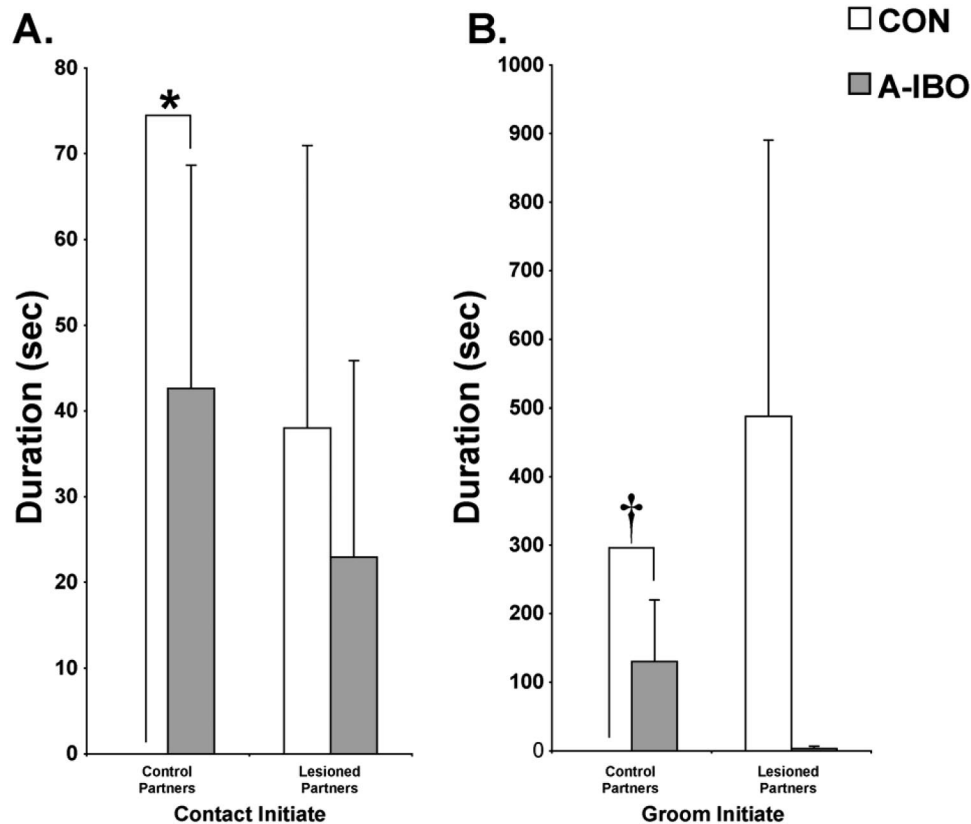 A.
B.
CON
A-IBO
80
70
60
50
40
30
20
10
0
Duration (sec)
*
Control
Partners
Lesioned
Partners
Contact Initiate
1000
900
800
700
600
500
400
300
200
100
0
Duration (sec)
†
Control
Partners
Lesioned
Partners
Groom Initiate